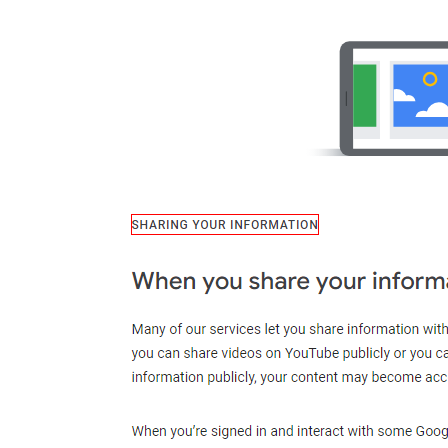 SHARING YOUR INFORMATION
When you share your inform
Many of our services let you share information with
you can share videos on YouTube publicly or you ca
information publicly, your content may become acc
When you’re signed in and interact with some Goog